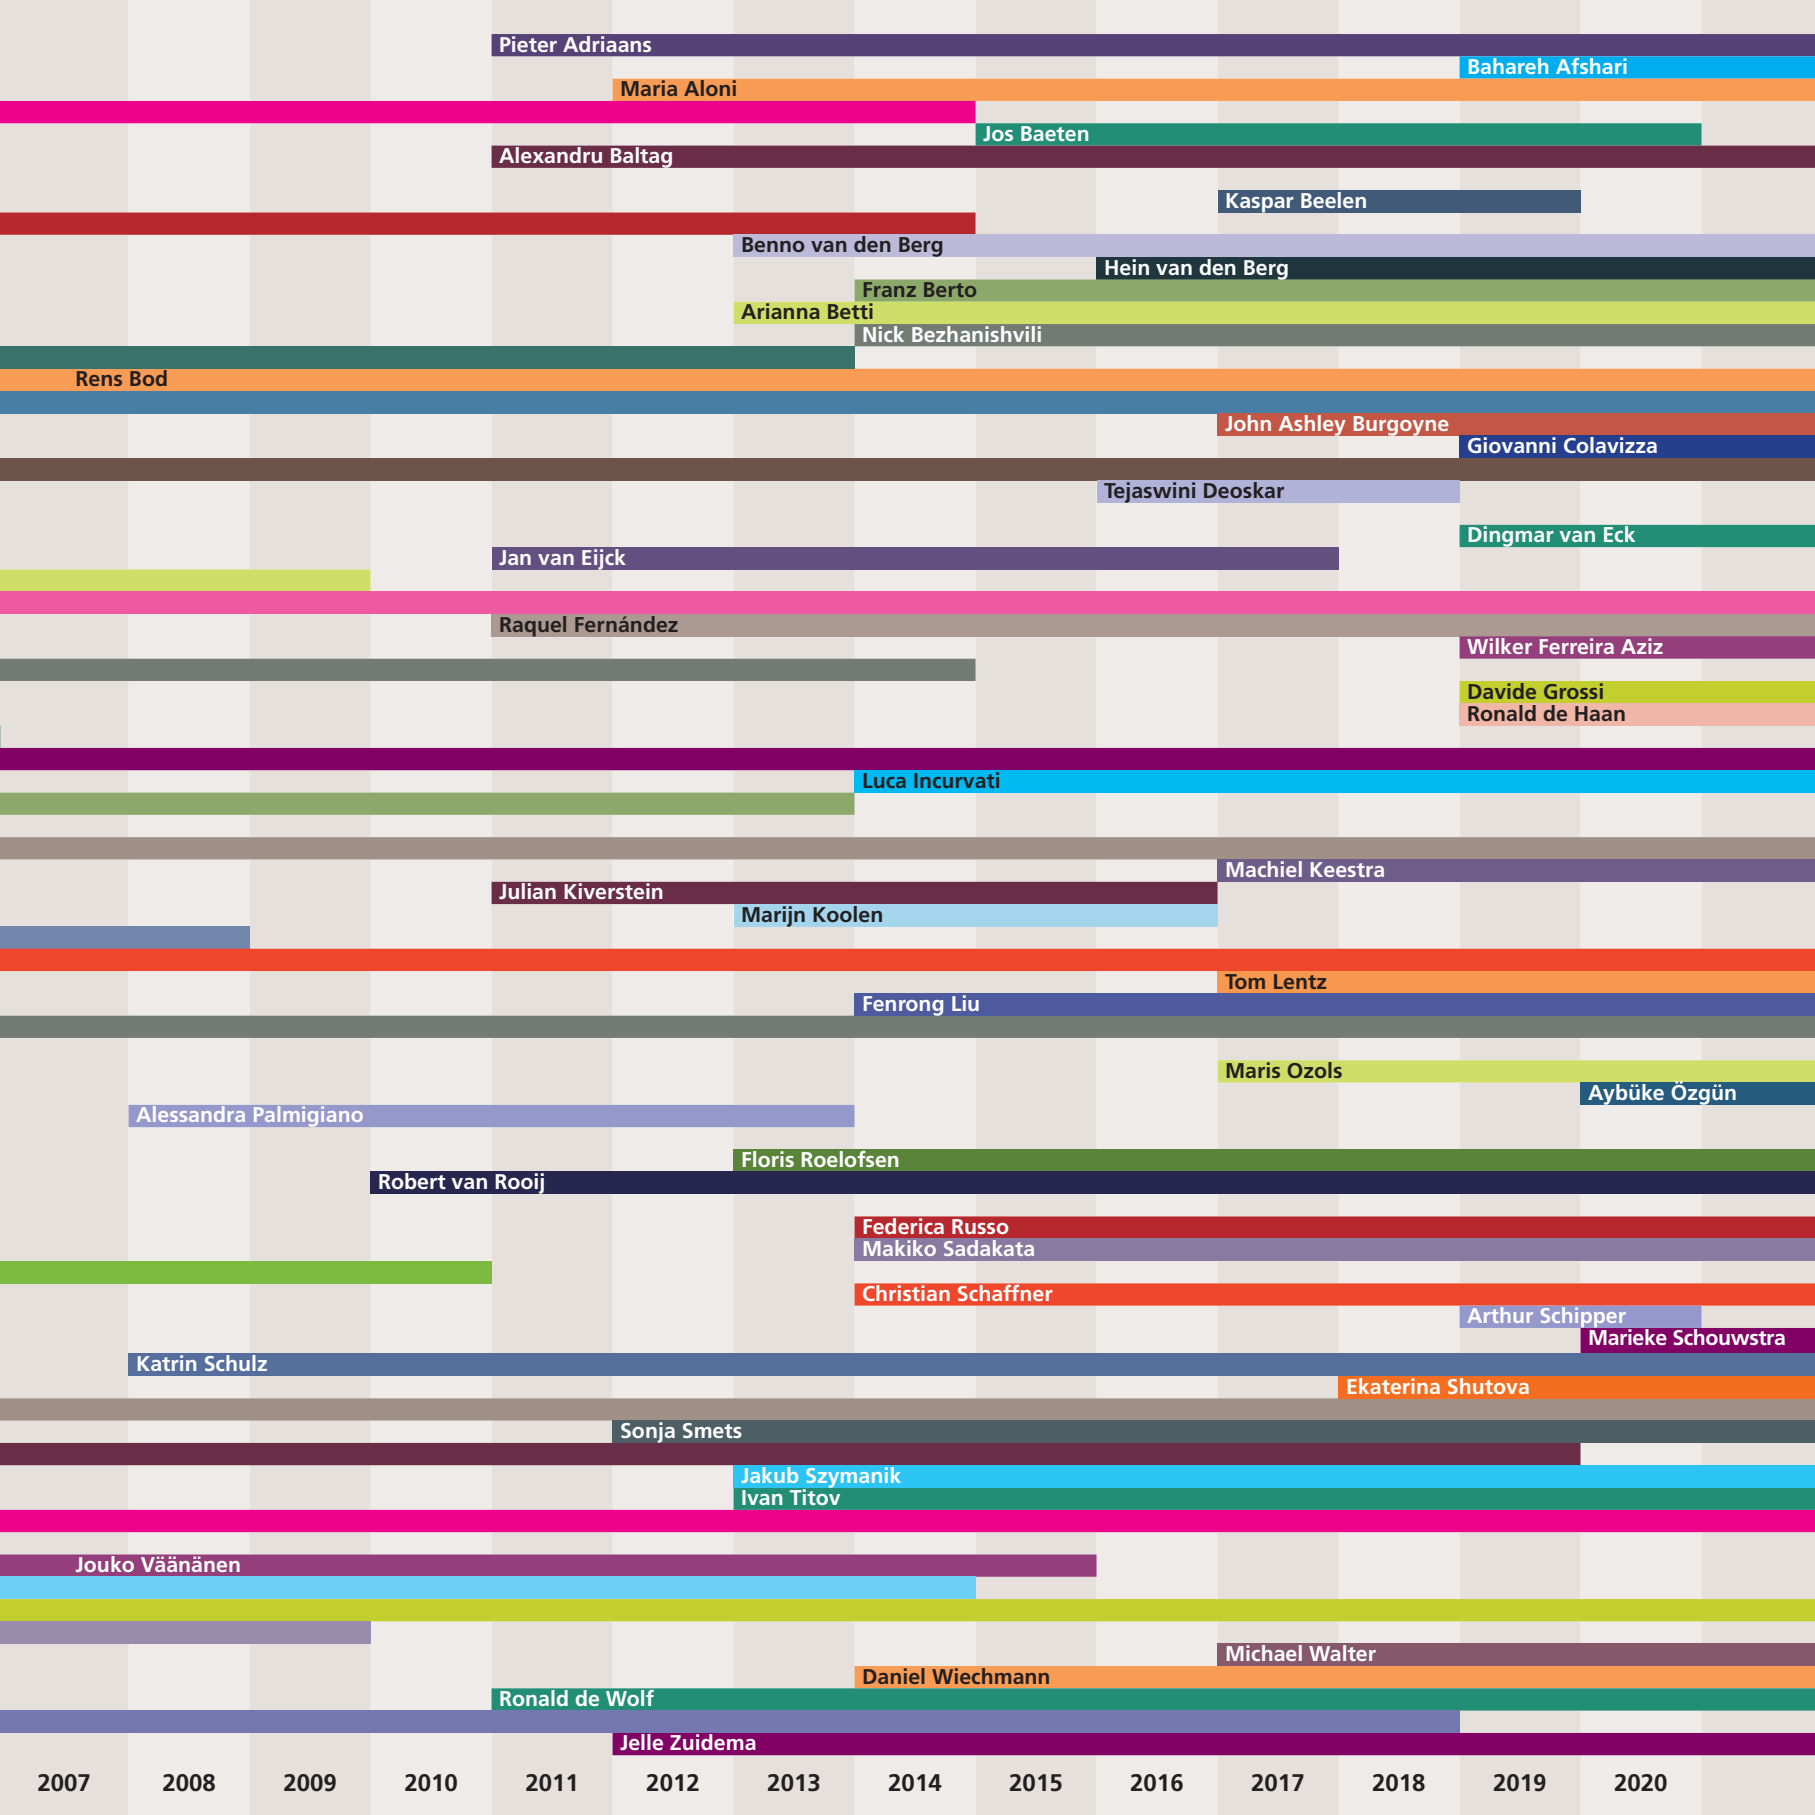 Pieter Adriaans
Bahareh Afshari
Maria Aloni
Jos Baeten
Alexandru Baltag
Kaspar Beelen
Benno van den Berg
Hein van den Berg
Franz Berto
Arianna Betti
Nick Bezhanishvili
Rens Bod
John Ashley Burgoyne
Giovanni Colavizza
Tejaswini Deoskar
Dingmar van Eck
Jan van Eijck
Raquel Fernández
Wilker Ferreira Aziz
Davide Grossi
Ronald de Haan
Luca Incurvati
Machiel Keestra
Julian Kiverstein
Marijn Koolen
Tom Lentz
Fenrong Liu
Maris Ozols
Aybüke Özgün
Alessandra Palmigiano
Floris Roelofsen
Robert van Rooij
Federica Russo
Makiko Sadakata
Christian Schaffner
Arthur Schipper
Marieke Schouwstra
Katrin Schulz
Ekaterina Shutova
Sonja Smets
Jakub Szymanik
Ivan Titov
Jouko Väänänen
Michael Walter
Daniel Wiechmann
Ronald de Wolf
Jelle Zuidema
2007 2008 2009 2010 2011 2012 2013 2014 2015 2016 2017 2018 2019 2020